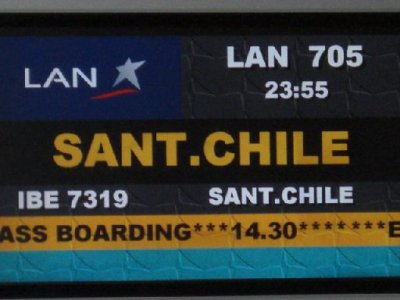 LAN
LAN 705
23:55
SANT.CHILE
IBE 7319 SANT.CHILE
ASS BOARDING***14.30*******E